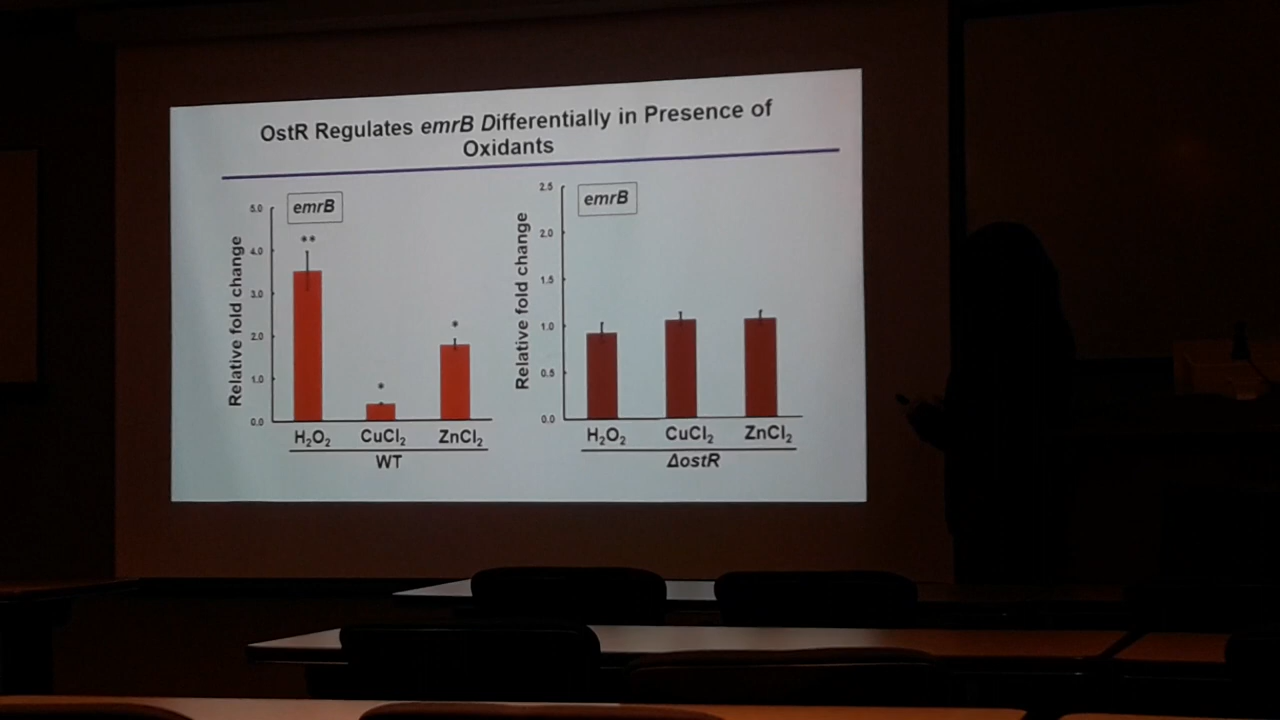 OstR Regulates emrB Differentially in Presence of
Oxidants
emrB
Relative fold change
5.0
4.0
3.0
2.0
1.0
0.0
**
*
*
H₂O₂ CuCl₂ ZnCl₂
WT
emrB
Relative fold change
2.5
2.0
1.5
1.0
0.5
0.0
H₂O₂ CuCl₂ ZnCl₂
ΔostR